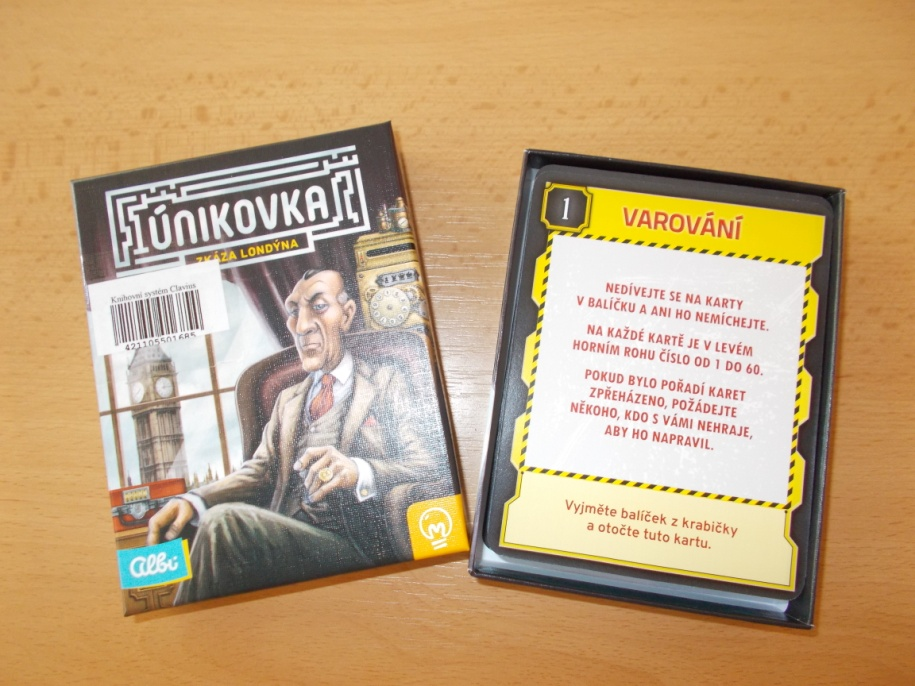 ÚNIKOVKA
ZKÁZA LONDÝNA
Knihovní systém Clavius
421105501685
Albi
1
VAROVÁNÍ
NEDÍVEJTE SE NA KARTY
V BALÍČKU A ANI HO NEMÍCHEJTE.
NA KAŽDÉ KARTĚ JE V LEVÉM
HORNÍM ROHU ČÍSLO OD 1 DO 60.
POKUD BYLO POŘADÍ KARET
ZPŘEHÁZENO, POŽÁDEJTE
NĚKOHO, KDO S VÁMI NEHRAJE,
ABY HO NAPRAVIL.
Vyjměte balíček z krabičky
a otočte tuto kartu.